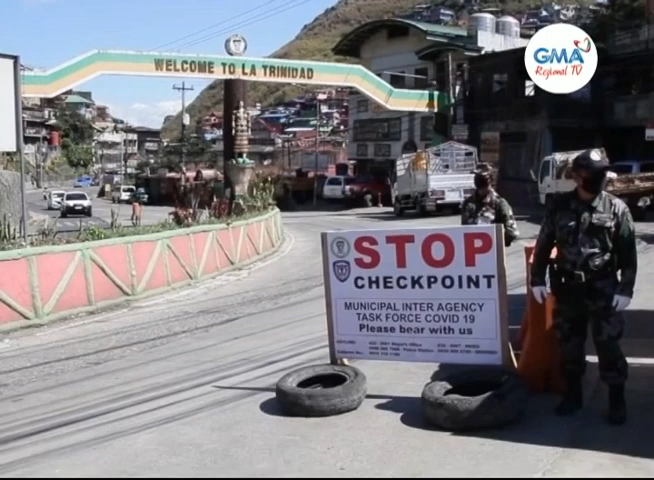 GMA
Regional TV
WELCOME TO LA TRINIDAD
STOP
CHECKPOINT
MUNICIPAL INTER AGENCY
TASK FORCE COVID 19
Please bear with us